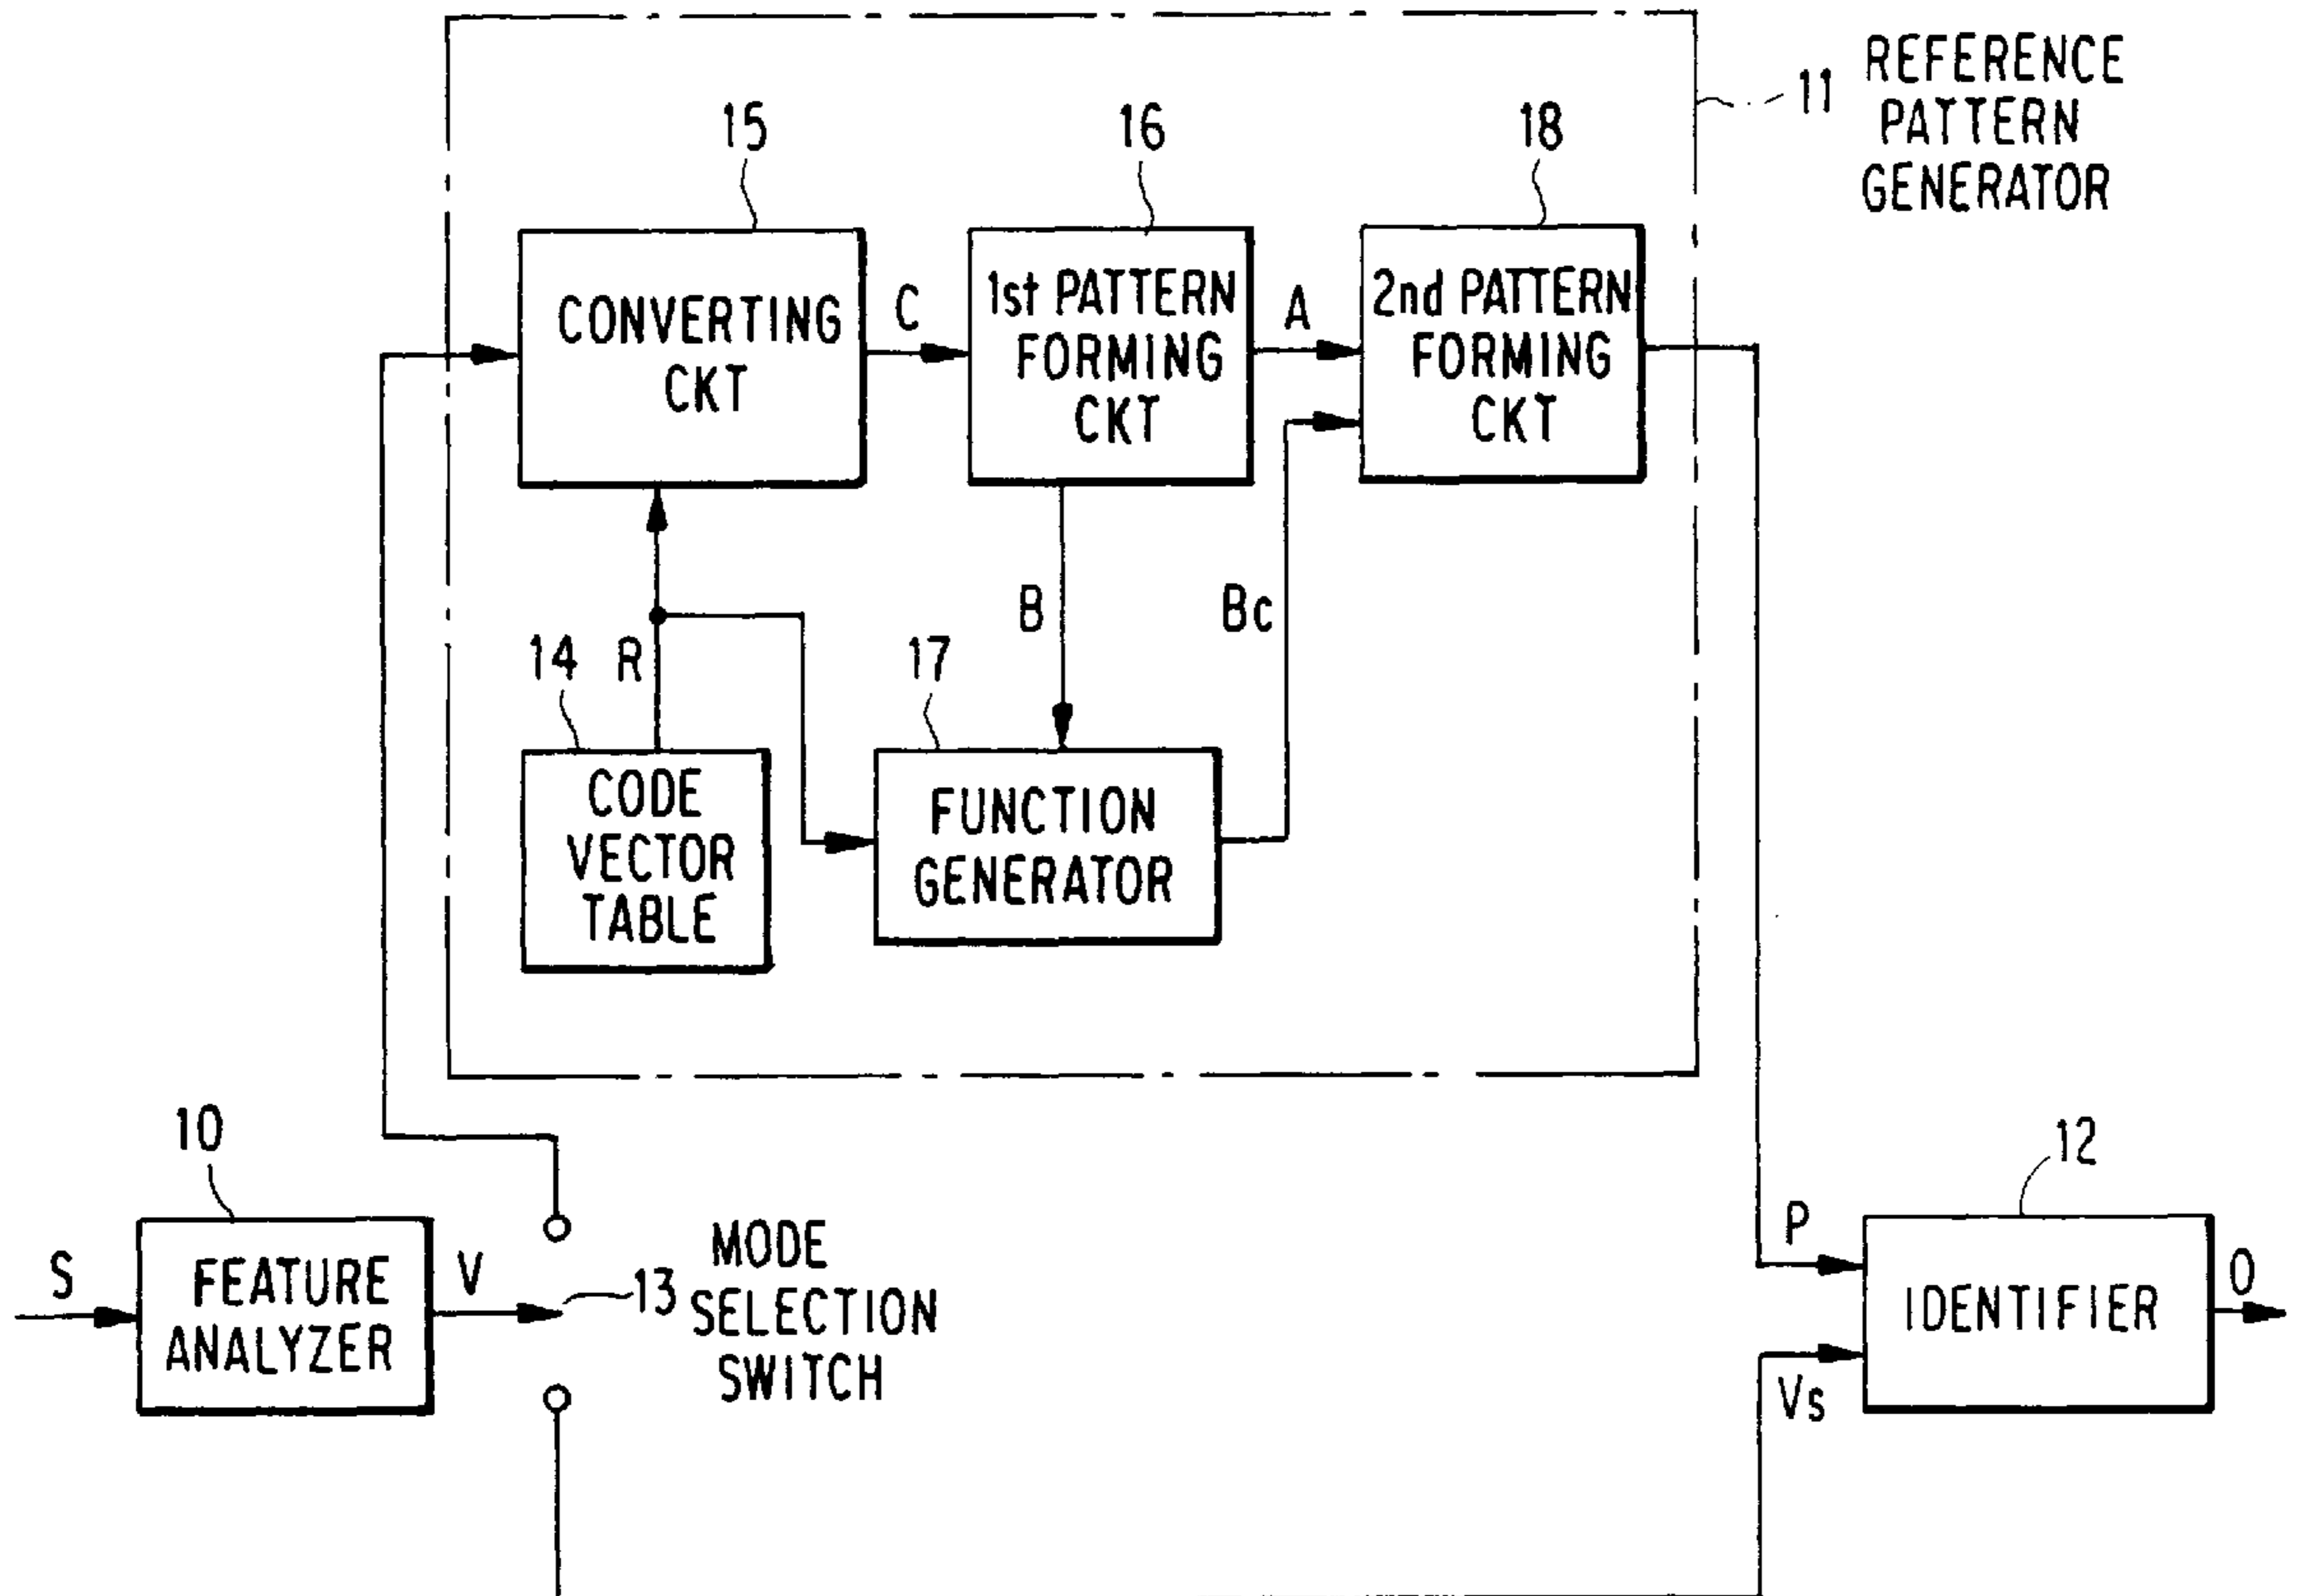 11 REFERENCE
PATTERN
GENERATOR
15
16
18
CONVERTING
CKT
C
1st PATTERN
FORMING
CKT
A
2nd PATTERN
FORMING
CKT
B
Bc
14
R
17
CODE
VECTOR
TABLE
FUNCTION
GENERATOR
10
12
S
FEATURE
ANALYZER
V
13
MODE
SELECTION
SWITCH
P
Vs
IDENTIFIER
O